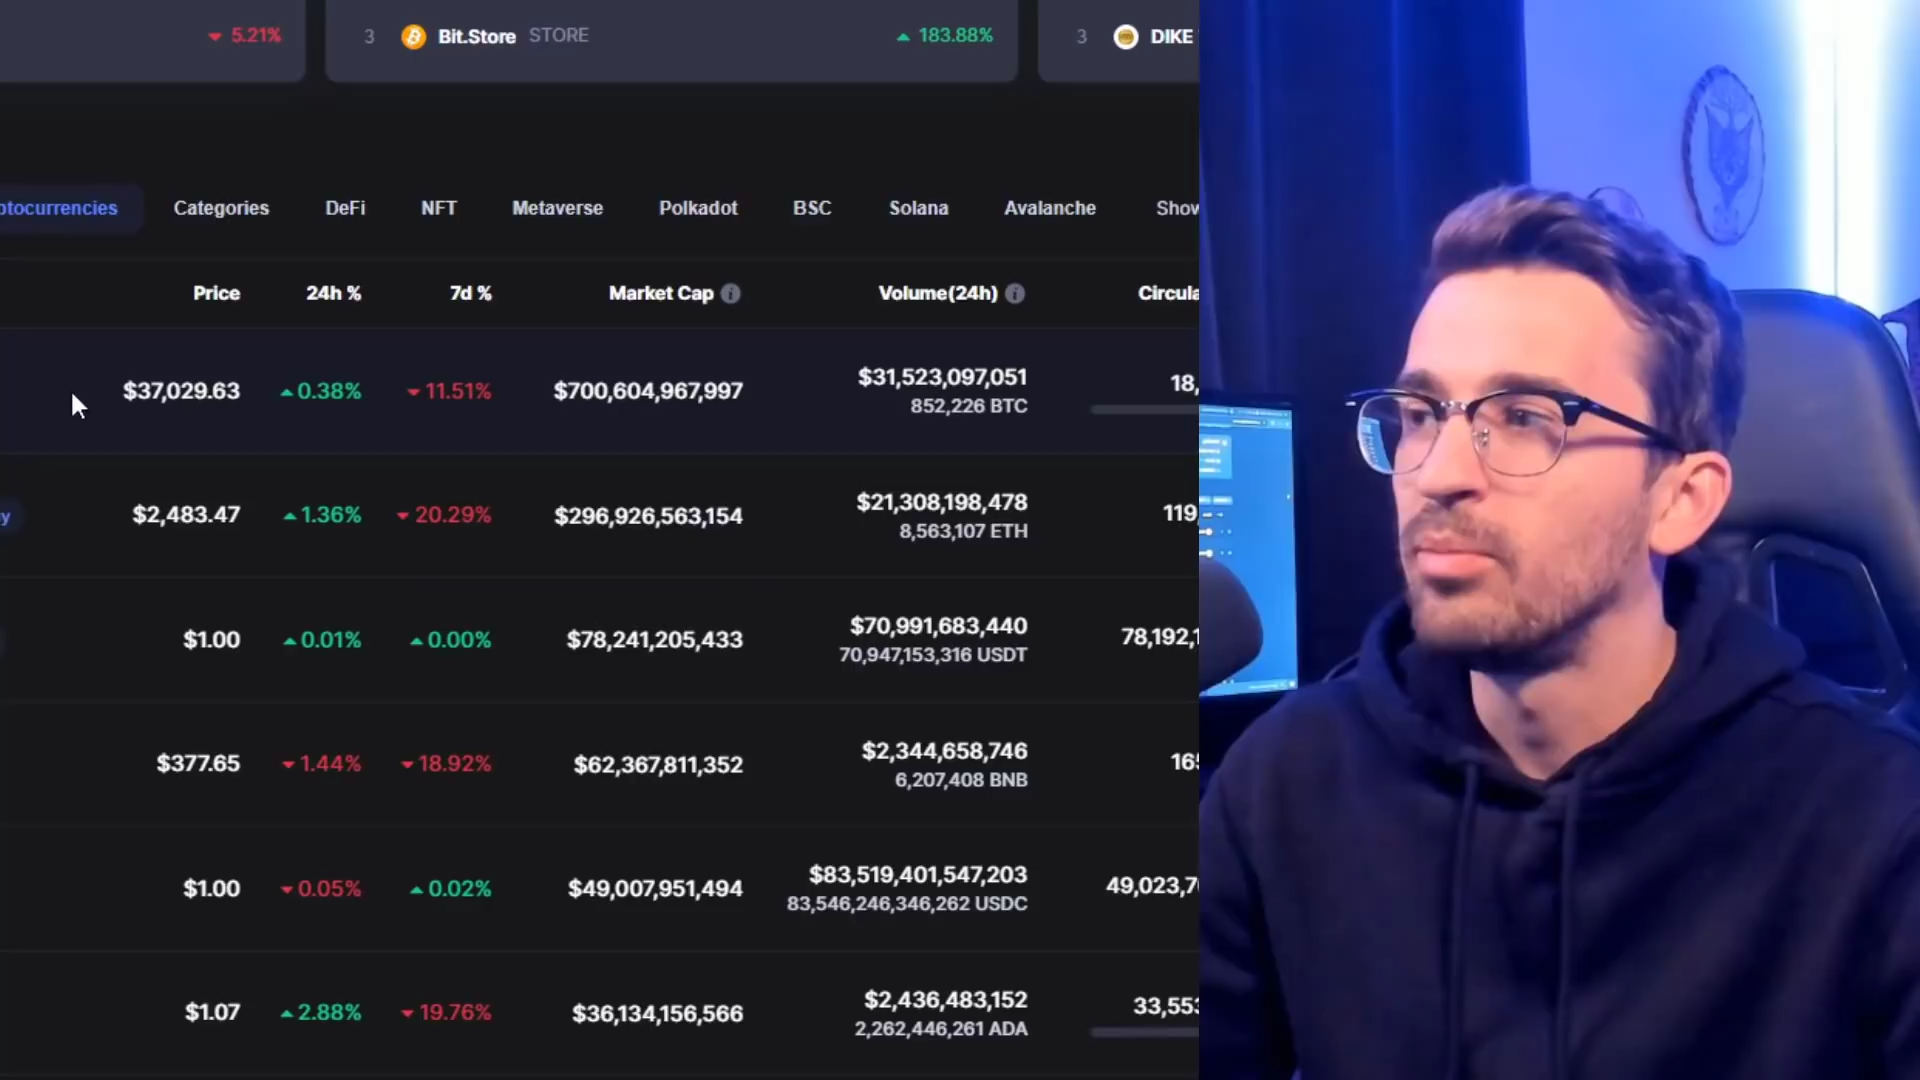 5.21%
3 Bit.Store STORE 183.88%
3 DIKE
ptocurrencies Categories DeFi NFT Metaverse Polkadot BSC Solana Avalanche Show
Price 24h % 7d % Market Cap Volume(24h) Circula
$37,029.63 0.38% 11.51% $700,604,967,997 $31,523,097,051 18,
852,226 BTC
y $2,483.47 1.36% 20.29% $296,926,563,154 $21,308,198,478 119,
8,563,107 ETH
$1.00 0.01% 0.00% $78,241,205,433 $70,991,683,440 78,192,1
70,947,153,316 USDT
$377.65 1.44% 18.92% $62,367,811,352 $2,344,658,746 165
6,207,408 BNB
$1.00 0.05% 0.02% $49,007,951,494 $83,519,401,547,203 49,023,7
83,546,246,346,262 USDC
$1.07 2.88% 19.76% $36,134,156,566 $2,436,483,152 33,553
2,262,446,261 ADA